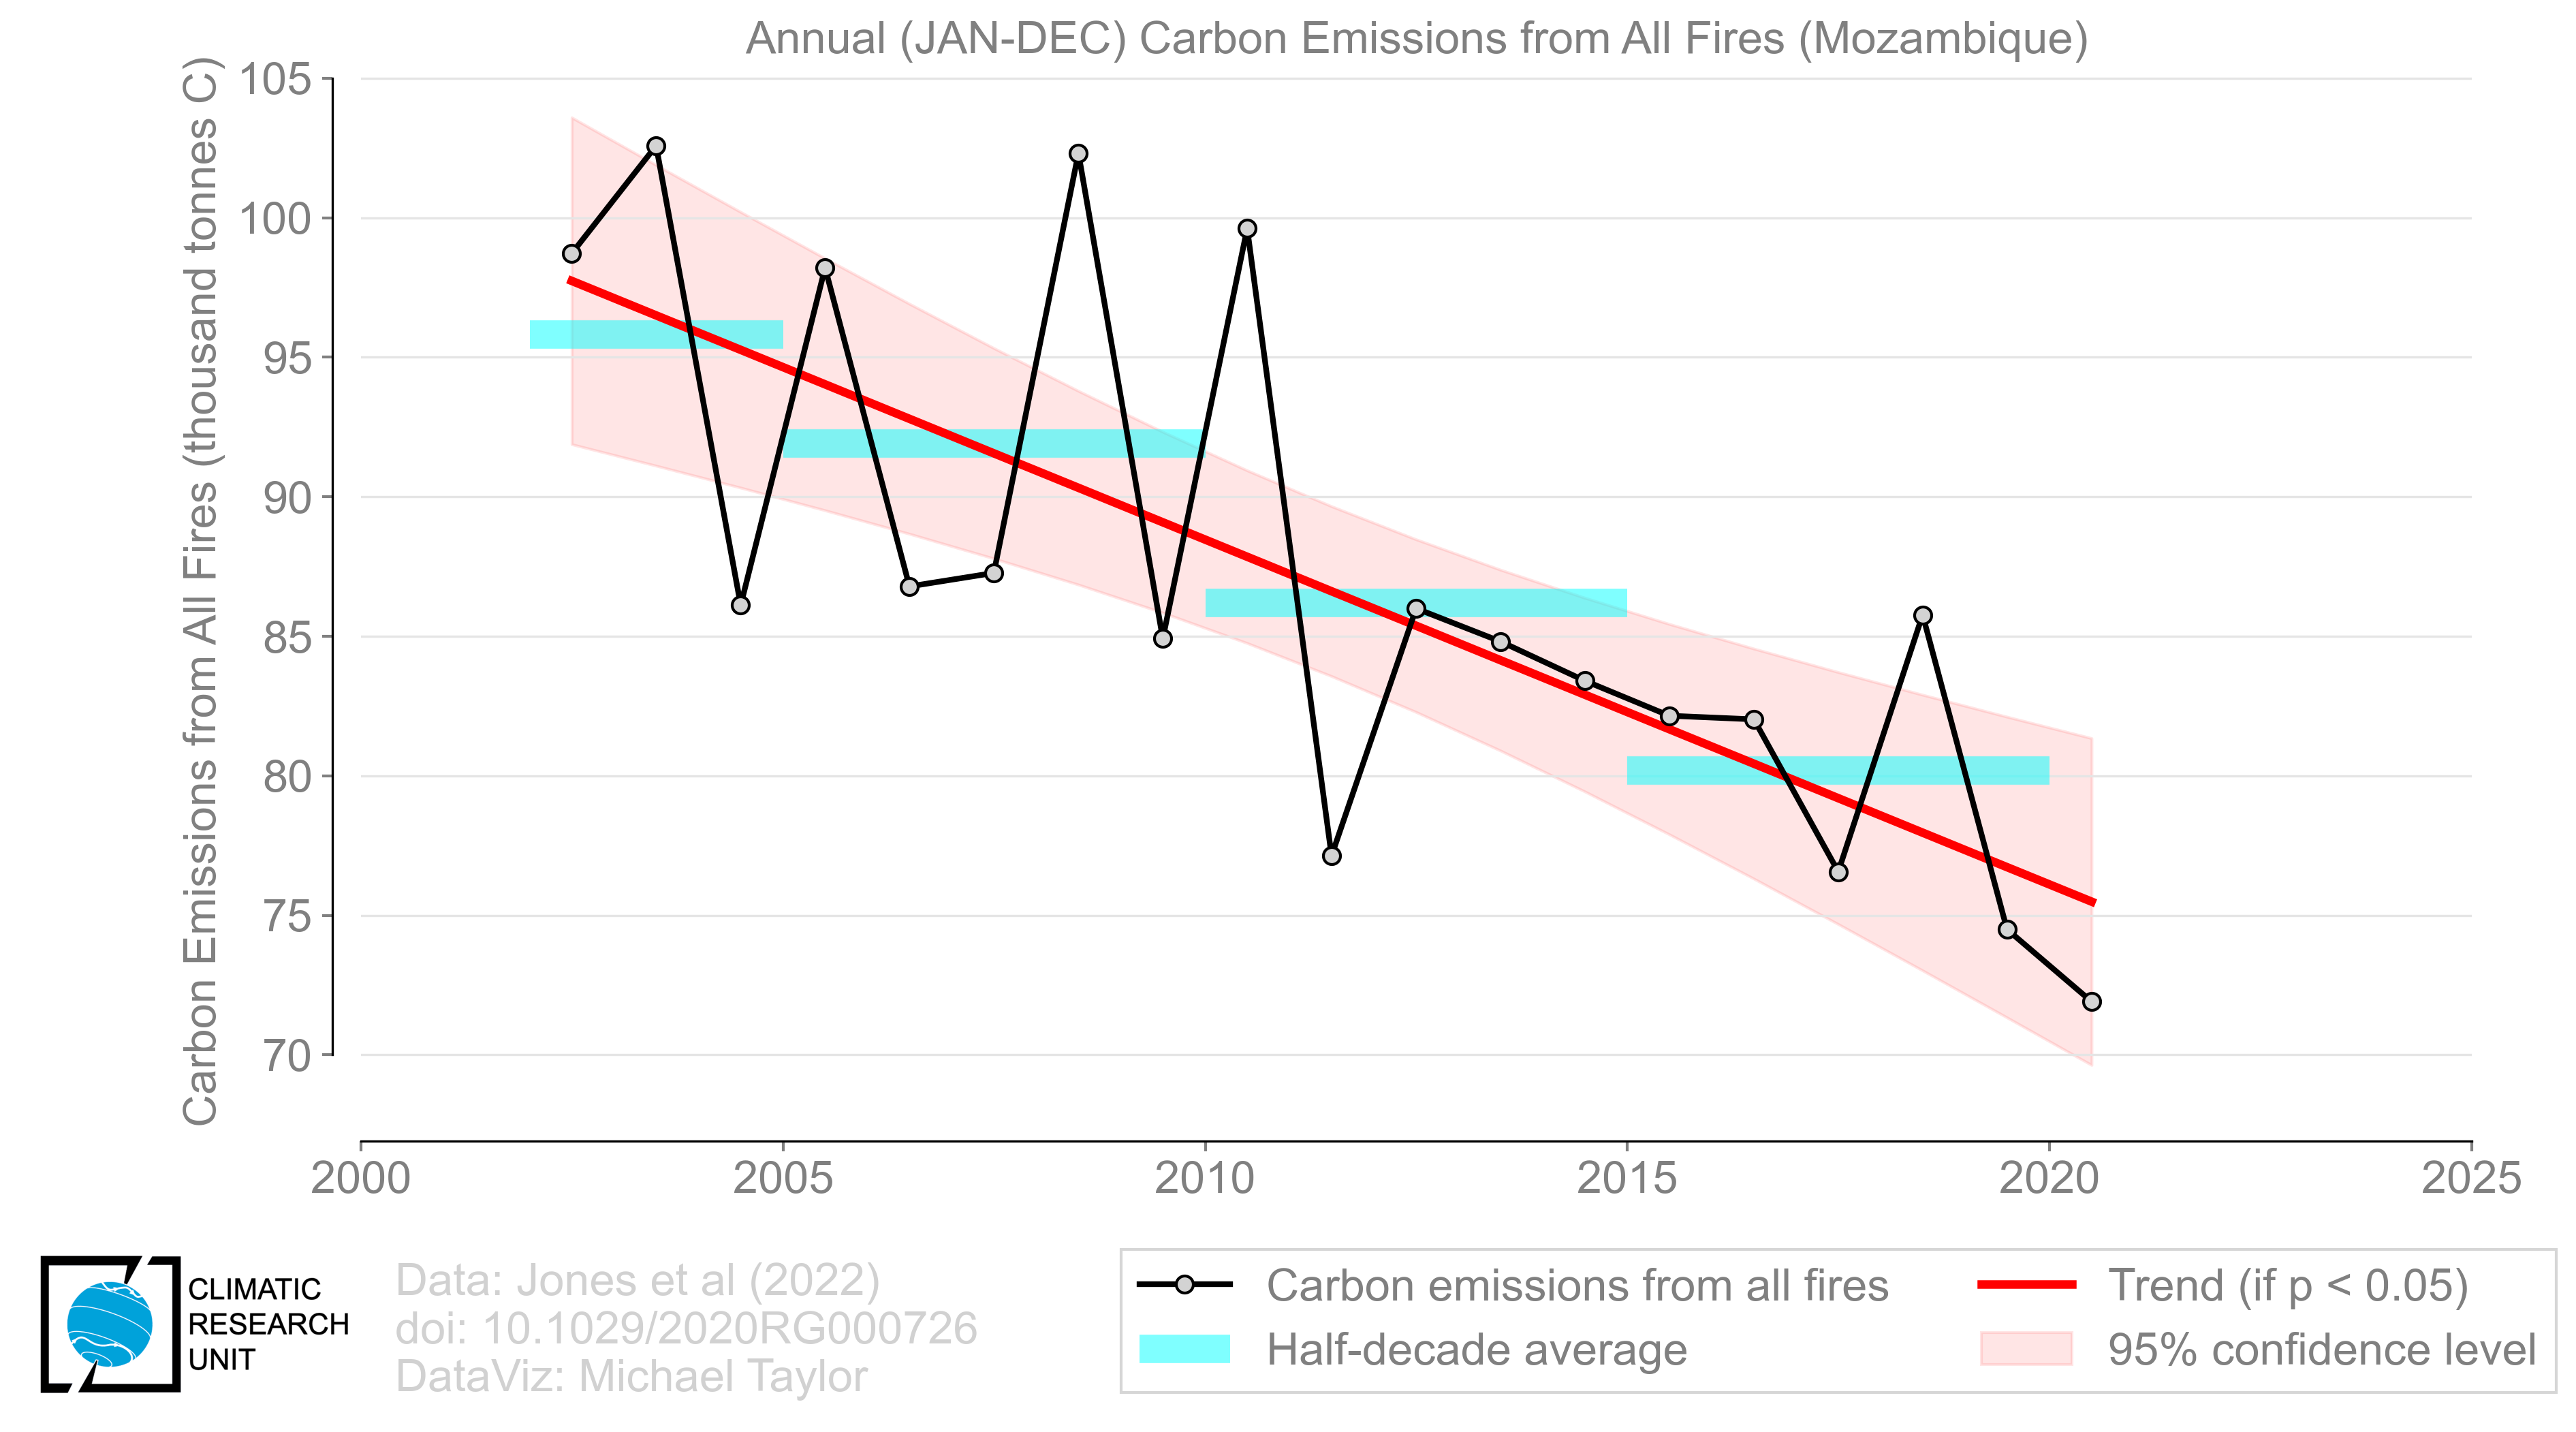 Annual (JAN-DEC) Carbon Emissions from All Fires (Mozambique)
Carbon Emissions from All Fires (thousand tonnes C)
105
100
95
90
85
80
75
70
2000 2005 2010 2015 2020 2025
CLIMATIC
RESEARCH
UNIT
Data: Jones et al (2022)
doi: 10.1029/2020RG000726
DataViz: Michael Taylor
Carbon emissions from all fires
Half-decade average
Trend (if p < 0.05)
95% confidence level